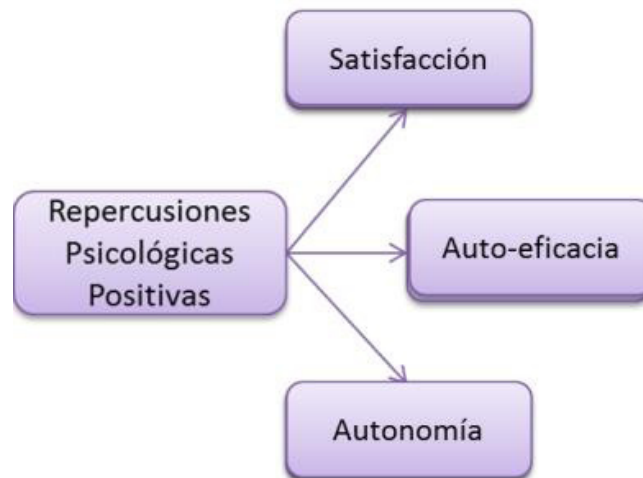 Satisfacción
Repercusiones
Psicológicas
Positivas
Auto-eficacia
Autonomía